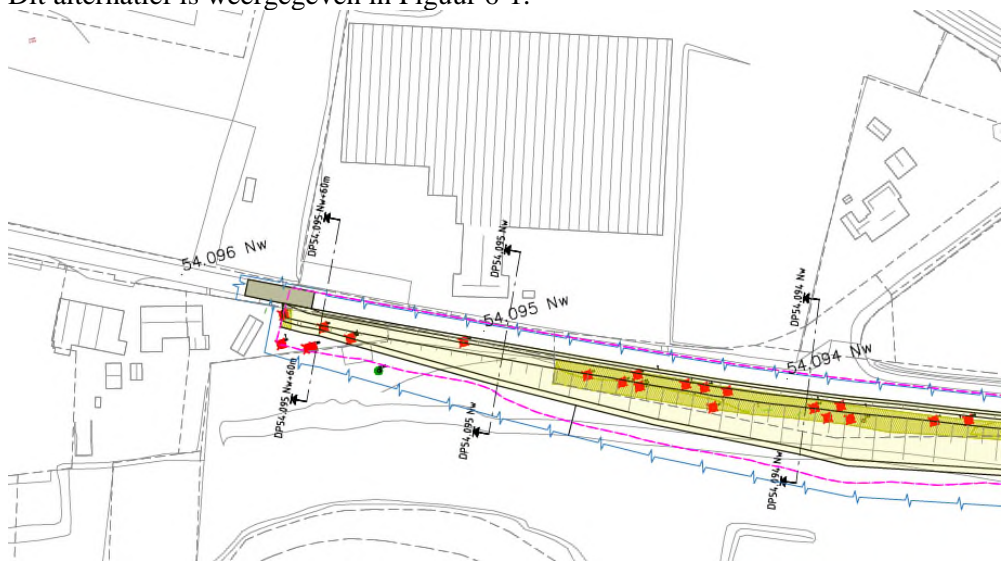 Dit alternatief is weergegeven in Figuur 6-1.
DP54.095 Nw+60m
54.096 Nw
DP54.095 Nw
54.095 Nw
DP54.094 Nw
54.094 Nw
DP54.095 Nw+60m
DP54.095 Nw
DP54.094 Nw